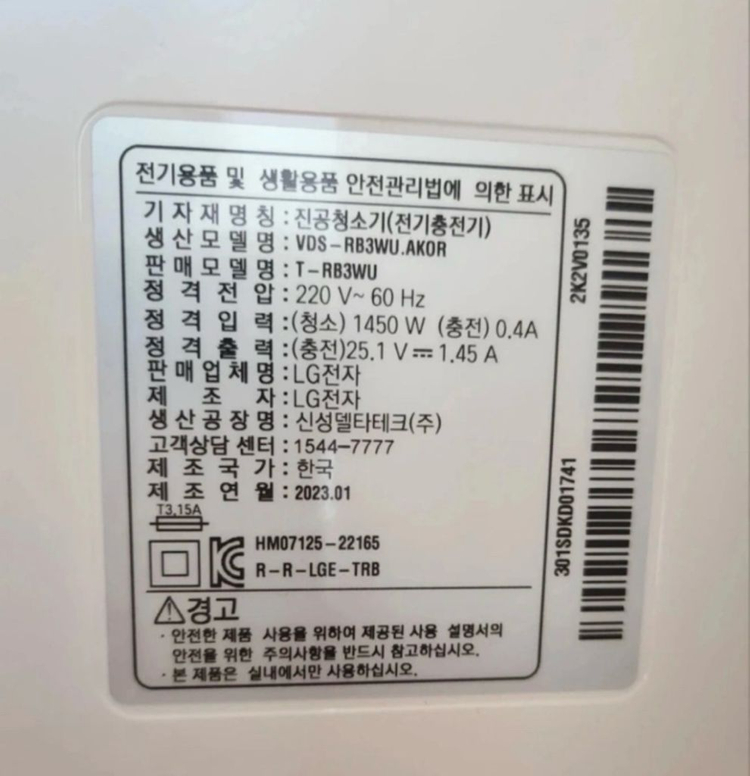 전기용품 및 생활용품 안전관리법에 의한 표시
기 자 재 명 칭 : 진공청소기(전기충전기)
생 산 모 델 명 : VDS-RB3WU.AKOR
판 매 모 델 명 : T-RB3WU
정 격 전 압 : 220 V~ 60 Hz
정 격 입 력 : (청소) 1450 W (충전) 0.4A
정 격 출 력 : (충전)25.1 V⎓ 1.45 A
판 매 업 체 명 : LG전자
제 조 자 : LG전자
생 산 공 장 명 : 신성델타테크(주)
고객상담 센터 : 1544-7777
제 조 국 가 : 한국
제 조 연 월 : 2023.01
T3.15A
HM07125-22165
R-R-LGE-TRB
⚠경고
· 안전한 제품 사용을 위하여 제공된 사용 설명서의
안전을 위한 주의사항을 반드시 참고하십시오.
· 본 제품은 실내에서만 사용하십시오.
2K2V0135
301SDKD01741